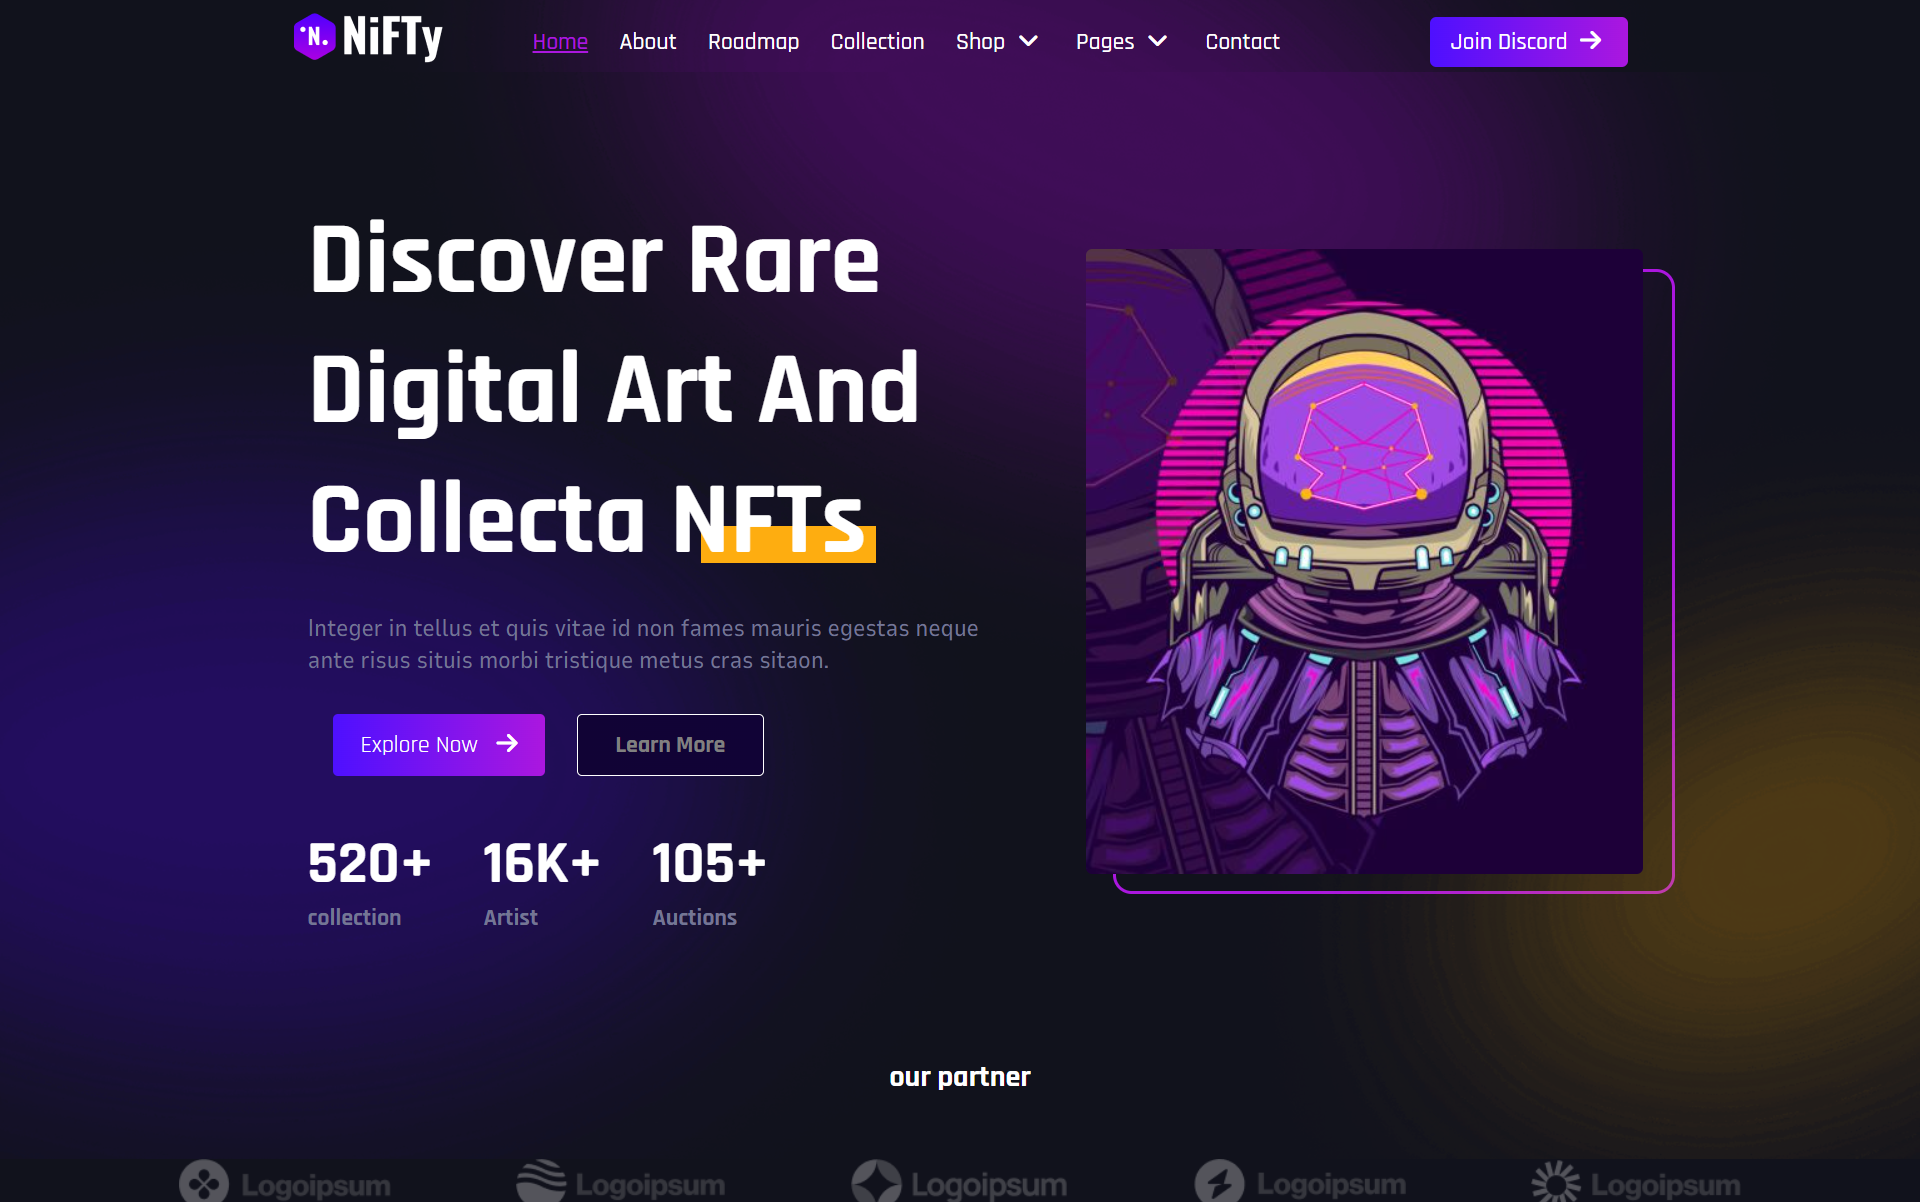 N. NiFTy
Home About Roadmap Collection Shop Pages Contact
Join Discord
Discover Rare
Digital Art And
Collecta NFTs
Integer in tellus et quis vitae id non fames mauris egestas neque
ante risus situis morbi tristique metus cras sitaon.
Explore Now
Learn More
520+ 16K+ 105+
collection Artist Auctions
our partner
Logoipsum Logoipsum Logoipsum Logoipsum Logoipsum